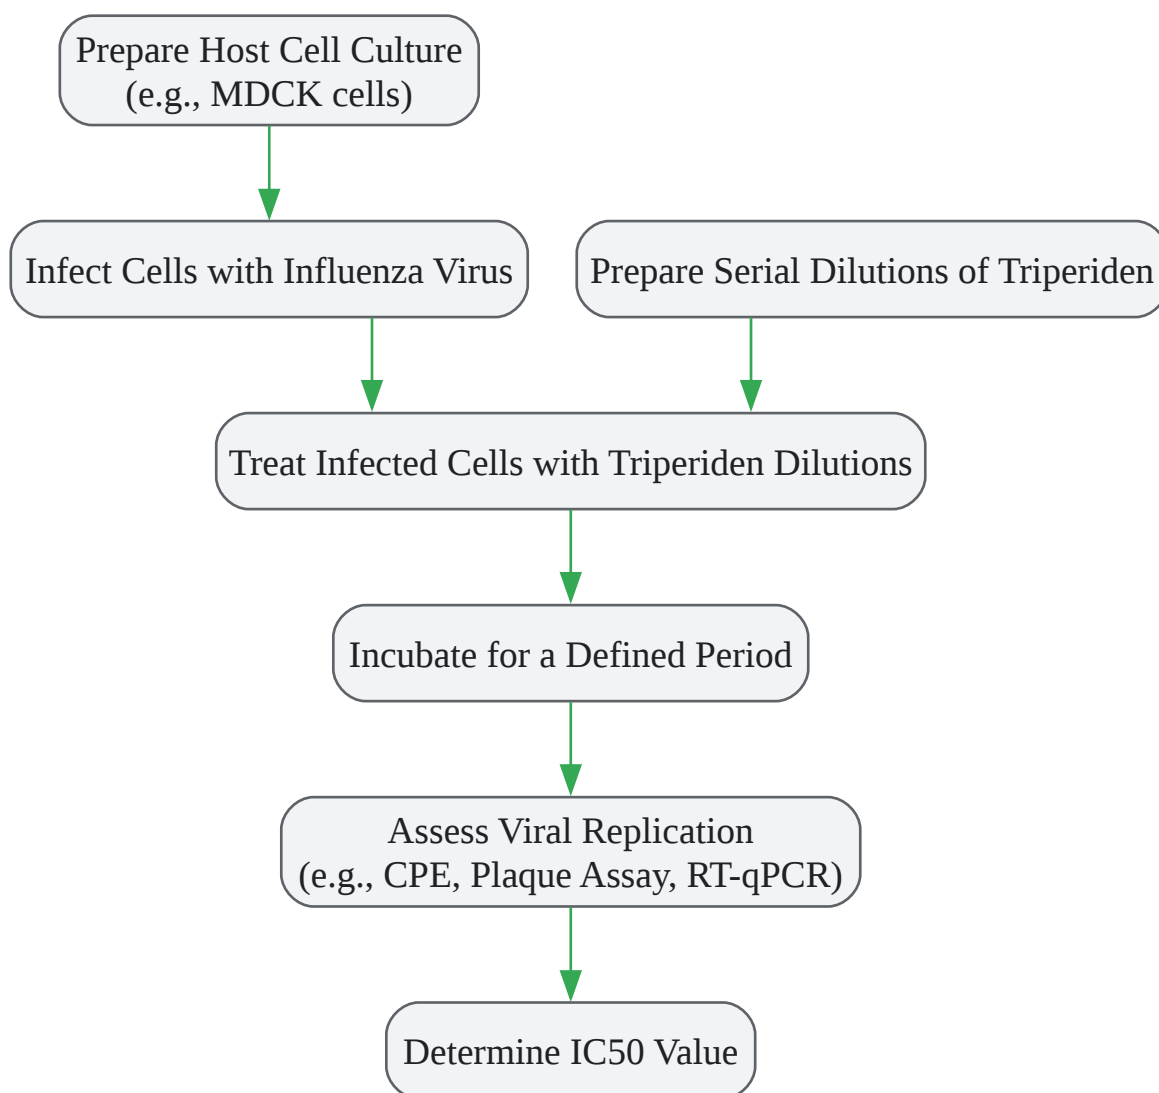 Prepare Host Cell Culture
(e.g., MDCK cells)
Infect Cells with Influenza Virus
Prepare Serial Dilutions of Triperiden
Treat Infected Cells with Triperiden Dilutions
Incubate for a Defined Period
Assess Viral Replication
(e.g., CPE, Plaque Assay, RT-qPCR)
Determine IC50 Value